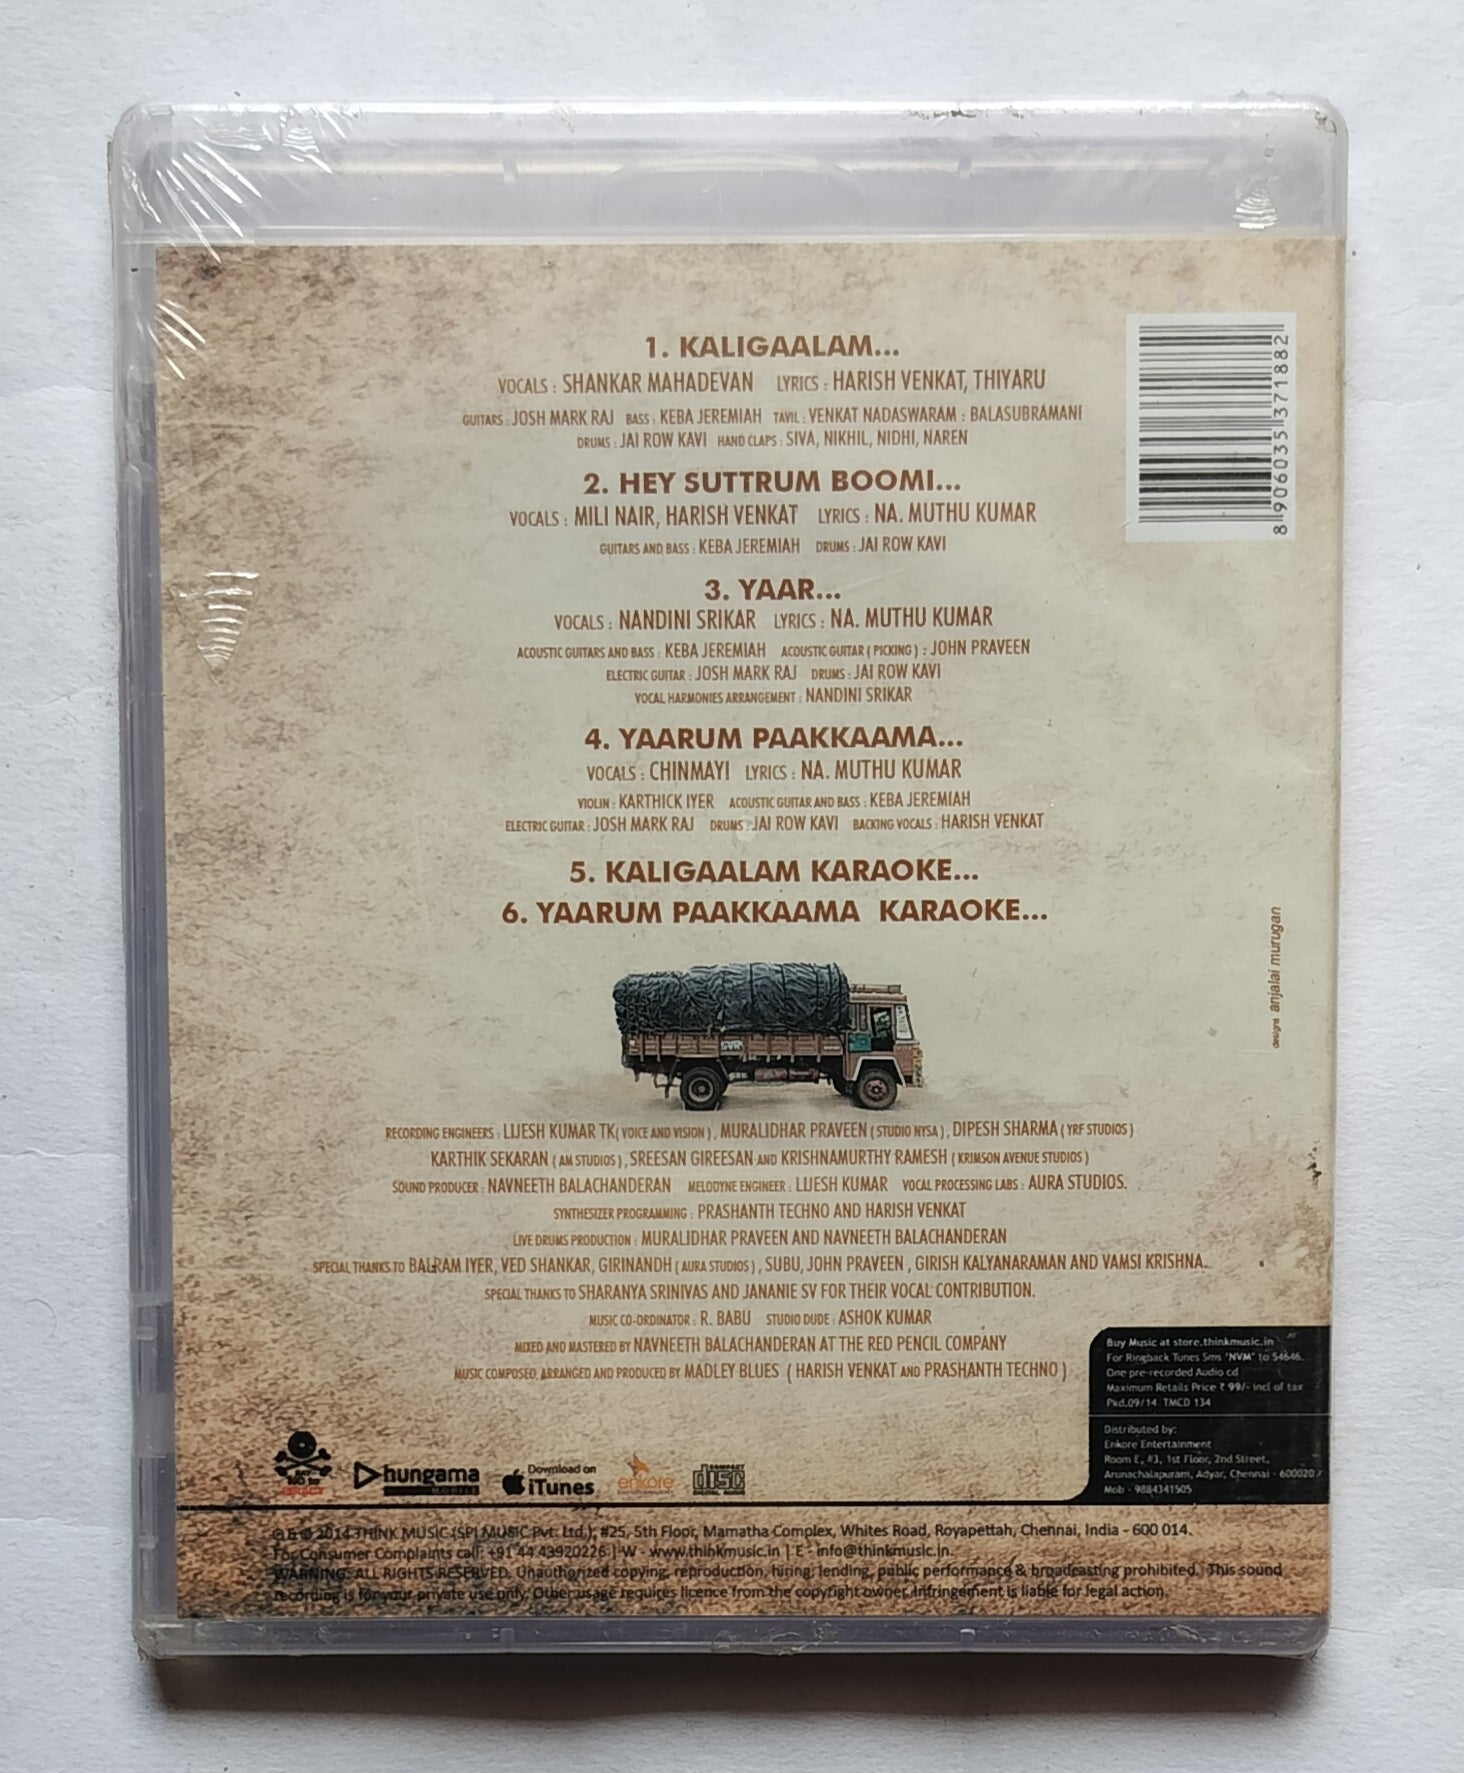 1. KALIGAALAM...
VOCALS : SHANKAR MAHADEVAN LYRICS : HARISH VENKAT, THIYARU
GUITARS : JOSH MARK RAJ BASS : KEBA JEREMIAH TAVIL : VENKAT NADASWARAM : BALASUBRAMANI
DRUMS : JAI ROW KAVI HAND CLAPS : SIVA, NIKHIL, NIDHI, NAREN
2. HEY SUTTRUM BOOMI...
VOCALS : MILI NAIR, HARISH VENKAT LYRICS : NA. MUTHU KUMAR
GUITARS AND BASS : KEBA JEREMIAH DRUMS : JAI ROW KAVI
3. YAAR...
VOCALS : NANDINI SRIKAR LYRICS : NA. MUTHU KUMAR
ACOUSTIC GUITARS AND BASS : KEBA JEREMIAH ACOUSTIC GUITAR ( PICKING ) : JOHN PRAVEEN
ELECTRIC GUITAR : JOSH MARK RAJ DRUMS : JAI ROW KAVI
VOCAL HARMONIES ARRANGEMENT : NANDINI SRIKAR
4. YAARUM PAAKKAAMA...
VOCALS : CHINMAYI LYRICS : NA. MUTHU KUMAR
VIOLIN : KARTHICK IYER ACOUSTIC GUITAR AND BASS : KEBA JEREMIAH
ELECTRIC GUITAR : JOSH MARK RAJ DRUMS : JAI ROW KAVI BACKING VOCALS : HARISH VENKAT
5. KALIGAALAM KARAOKE...
6. YAARUM PAAKKAAMA KARAOKE...
8 906035 371882
designs anjalai murugan
SVR
RECORDING ENGINEERS : LIJESH KUMAR TK( VOICE AND VISION ) , MURALIDHAR PRAVEEN ( STUDIO NYSA ) , DIPESH SHARMA ( YRF STUDIOS )
KARTHIK SEKARAN ( AM STUDIOS ) , SREESAN GIREESAN AND KRISHNAMURTHY RAMESH ( KRIMSON AVENUE STUDIOS )
SOUND PRODUCER : NAVNEETH BALACHANDERAN MELODYNE ENGINEER : LIJESH KUMAR VOCAL PROCESSING LABS : AURA STUDIOS.
SYNTHESIZER PROGRAMMING : PRASHANTH TECHNO AND HARISH VENKAT
LIVE DRUMS PRODUCTION : MURALIDHAR PRAVEEN AND NAVNEETH BALACHANDERAN
SPECIAL THANKS TO BALRAM IYER, VED SHANKAR, GIRINANDH ( AURA STUDIOS ) , SUBU, JOHN PRAVEEN , GIRISH KALYANARAMAN AND VAMSI KRISHNA.
SPECIAL THANKS TO SHARANYA SRINIVAS AND JANANIE SV FOR THEIR VOCAL CONTRIBUTION.
MUSIC CO-ORDINATOR : R. BABU STUDIO DUDE : ASHOK KUMAR
MIXED AND MASTERED BY NAVNEETH BALACHANDERAN AT THE RED PENCIL COMPANY
MUSIC COMPOSED, ARRANGED AND PRODUCED BY MADLEY BLUES ( HARISH VENKAT AND PRASHANTH TECHNO )
Buy Music at store.thinkmusic.in
For Ringback Tunes Sms "NVM" to 54646.
One pre-recorded Audio cd
Maximum Retails Price ₹ 99/- incl of tax
Pkd.09/14 TMCD 134
Distributed by:
Enkore Entertainment
Room E, #3, 1st Floor, 2nd Street,
Arunachalapuram, Adyar, Chennai - 600020
Mob - 9884341505
SAY NO TO PIRACY
hungama
MOBILE
Download on
iTunes
enkore
COMPACT
disc
DIGITAL AUDIO
℗ & © 2014 THINK MUSIC (SPI MUSIC Pvt. Ltd.), #25, 5th Floor, Mamatha Complex, Whites Road, Royapettah, Chennai, India - 600 014.
For Consumer Complaints call: +91 44 43920226 | W - www.thinkmusic.in | E - info@thinkmusic.in.
WARNING: ALL RIGHTS RESERVED. Unauthorized copying, reproduction, hiring, lending, public performance & broadcasting prohibited. This sound
recording is for your private use only. Other usage requires licence from the copyright owner. Infringement is liable for legal action.